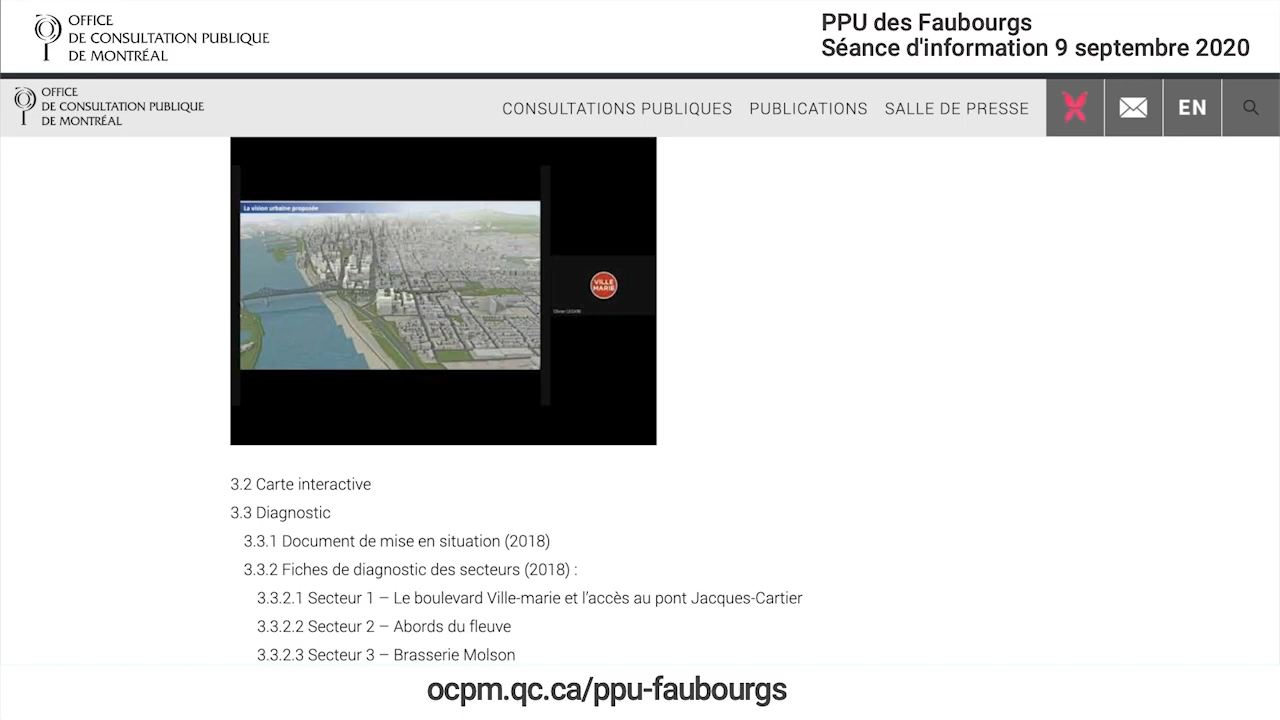 OFFICE
DE CONSULTATION PUBLIQUE
DE MONTRÉAL
PPU des Faubourgs
Séance d'information 9 septembre 2020
OFFICE
DE CONSULTATION PUBLIQUE
DE MONTRÉAL
CONSULTATIONS PUBLIQUES
PUBLICATIONS
SALLE DE PRESSE
EN
La vision urbaine proposée
VILLE
MARIE
3.2 Carte interactive
3.3 Diagnostic
3.3.1 Document de mise en situation (2018)
3.3.2 Fiches de diagnostic des secteurs (2018) :
3.3.2.1 Secteur 1 – Le boulevard Ville-marie et l’accès au pont Jacques-Cartier
3.3.2.2 Secteur 2 – Abords du fleuve
3.3.2.3 Secteur 3 – Brasserie Molson
ocpm.qc.ca/ppu-faubourgs